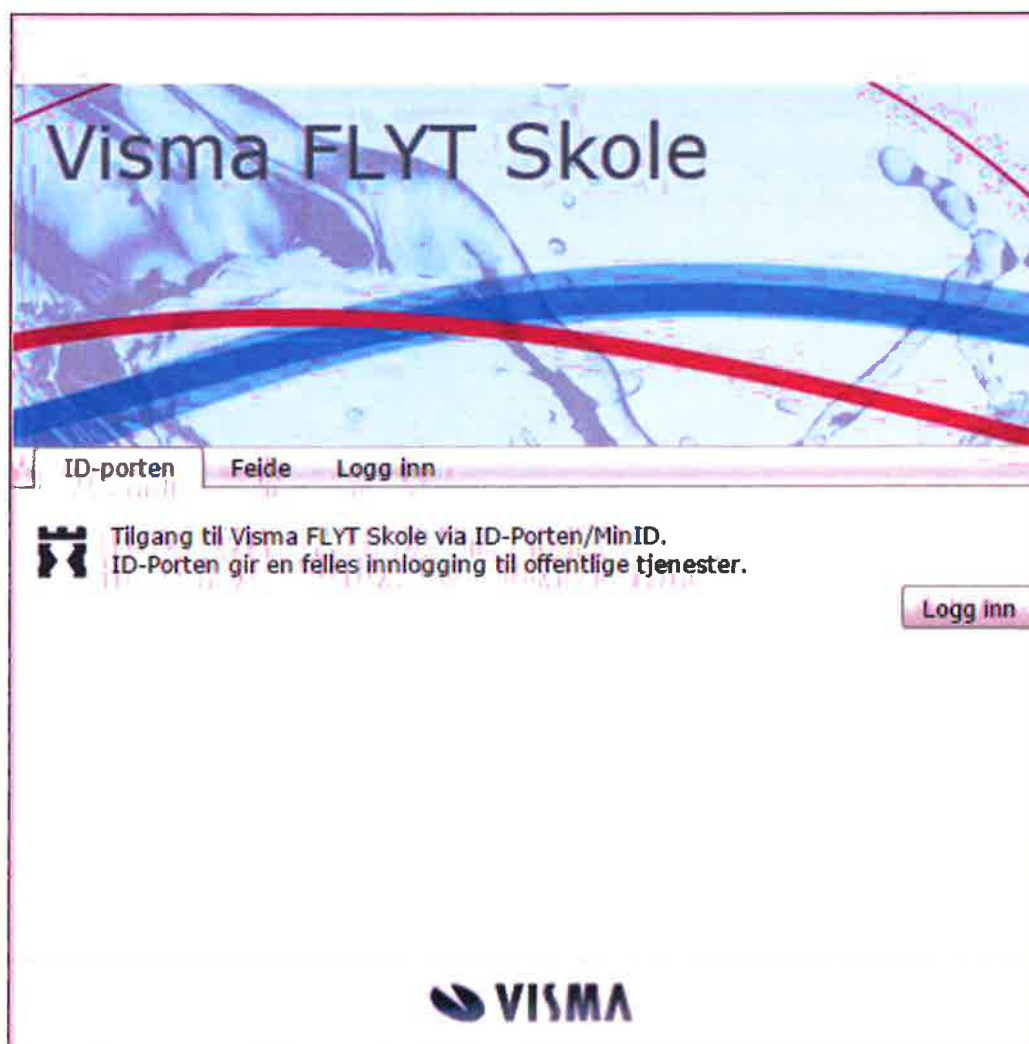 Visma FLYT Skole
ID-porten Feide Logg inn
Tilgang til Visma FLYT Skole via ID-Porten/MinID.
ID-Porten gir en felles innlogging til offentlige tjenester.
Logg inn
VISMA